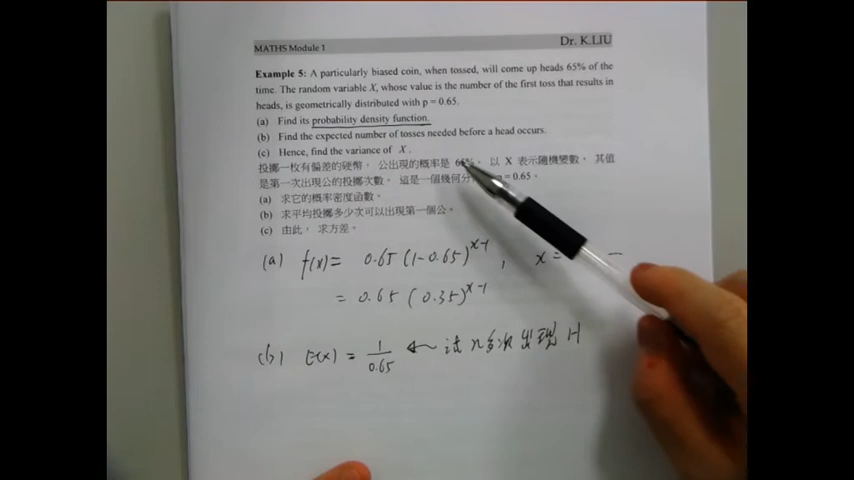 MATHS Module 1 Dr. K.LIU
Example 5: A particularly biased coin, when tossed, will come up heads 65% of the
time. The random variable X, whose value is the number of the first toss that results in
heads, is geometrically distributed with p = 0.65.
(a) Find its probability density function.
(b) Find the expected number of tosses needed before a head occurs.
(c) Hence, find the variance of X.
投擲一枚有偏差的硬幣, 公出現的概率是 65%, 以 X 表示隨機變數, 其值
是第一次出現公的投擲次數, 這是一個幾何分 = 0.65。
(a) 求它的概率密度函數。
(b) 求平均投擲多少次可以出現第一個公。
(c) 由此, 求方差。
(a) f(x) = 0.65 (1-0.65)^{x-1}, x =
= 0.65 (0.35)^{x-1}
(b) E(x) = \frac{1}{0.65} ← 試 n 多次出現 H